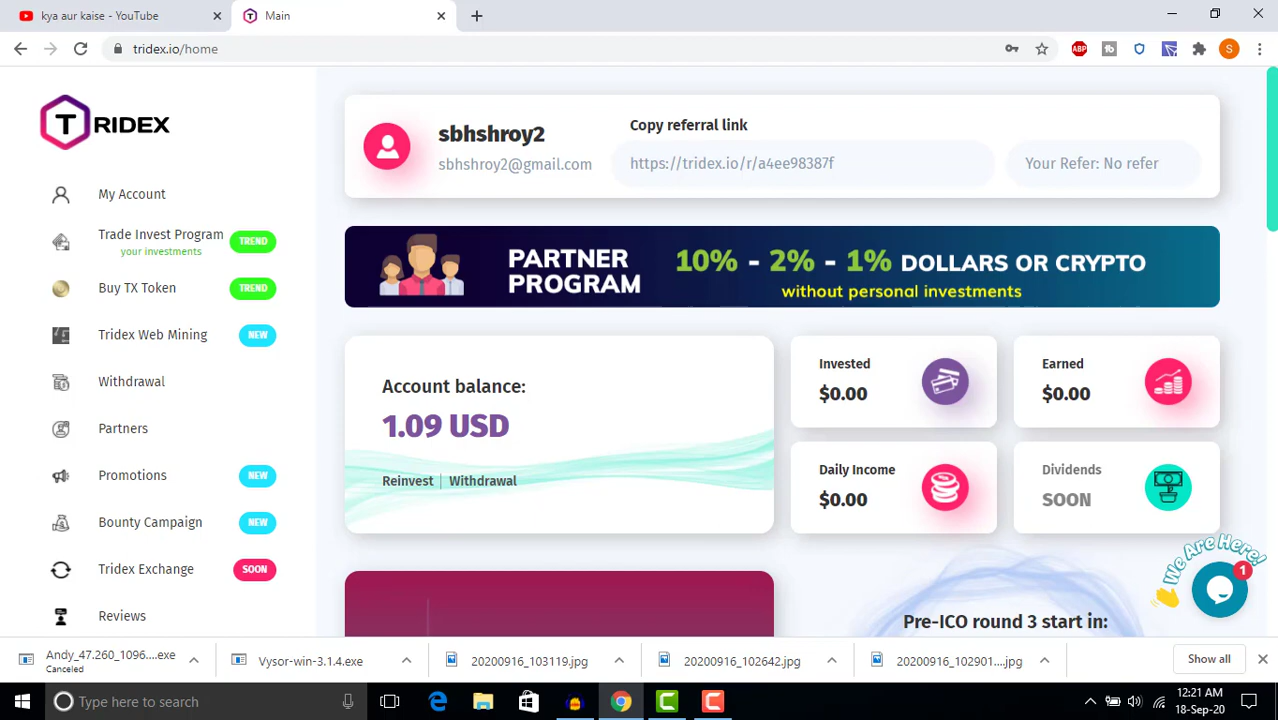 kya aur kaise - YouTube
Main
tridex.io/home
ABP
S
TRIDEX
sbhshroy2
sbhshroy2@gmail.com
Copy referral link
https://tridex.io/r/a4ee98387f
Your Refer: No refer
My Account
Trade Invest Program
your investments
TREND
Buy TX Token
TREND
Tridex Web Mining
NEW
Withdrawal
Partners
Promotions
NEW
Bounty Campaign
NEW
Tridex Exchange
SOON
Reviews
PARTNER
PROGRAM
10% - 2% - 1% DOLLARS OR CRYPTO
without personal investments
Account balance:
1.09 USD
Reinvest | Withdrawal
Invested
$0.00
Earned
$0.00
Daily Income
$0.00
Dividends
SOON
We Are Here!
1
Pre-ICO round 3 start in:
Andy_47.260_1096....exe
Canceled
Vysor-win-3.1.4.exe
20200916_103119.jpg
20200916_102642.jpg
20200916_102901....jpg
Show all
Type here to search
12:21 AM
18-Sep-20